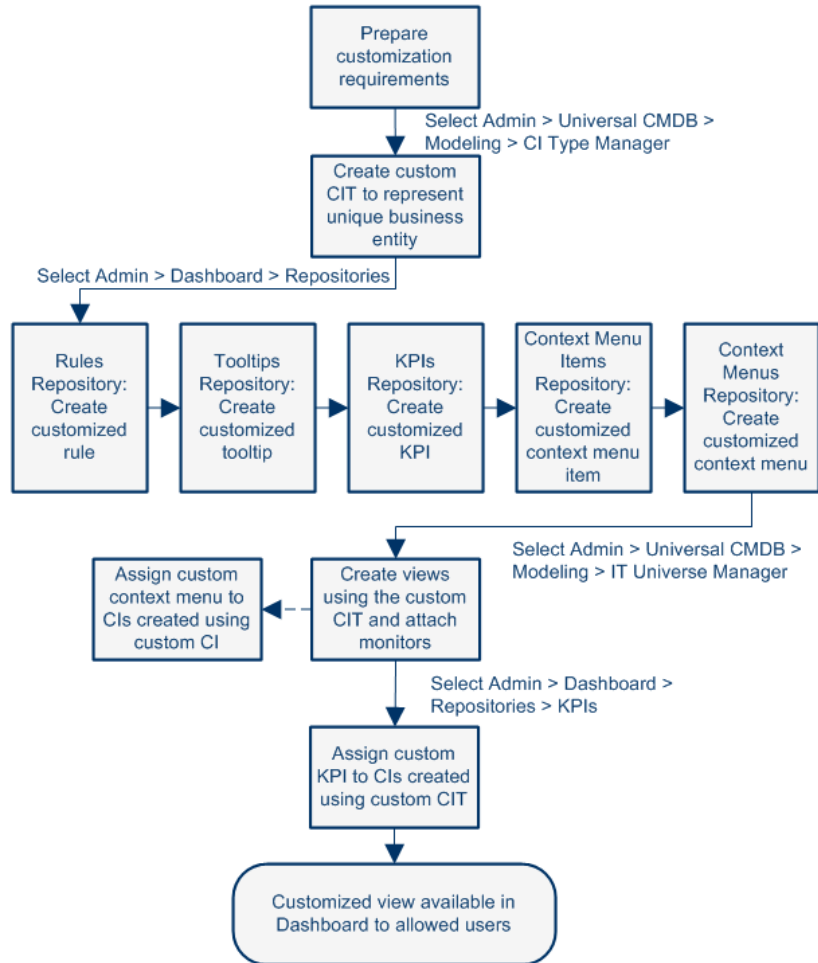 Prepare
customization
requirements
Select Admin > Universal CMDB >
Modeling > CI Type Manager
Create custom
CIT to represent
unique business
entity
Select Admin > Dashboard > Repositories
Rules
Repository:
Create
customized
rule
Tooltips
Repository:
Create
customized
tooltip
KPIs
Repository:
Create
customized
KPI
Context Menu
Items
Repository:
Create
customized
context menu
item
Context
Menus
Repository:
Create
customized
context menu
Select Admin > Universal CMDB >
Modeling > IT Universe Manager
Assign custom
context menu to
CIs created using
custom CI
Create views
using the custom
CIT and attach
monitors
Select Admin > Dashboard >
Repositories > KPIs
Assign custom
KPI to CIs created
using custom CIT
Customized view available in
Dashboard to allowed users